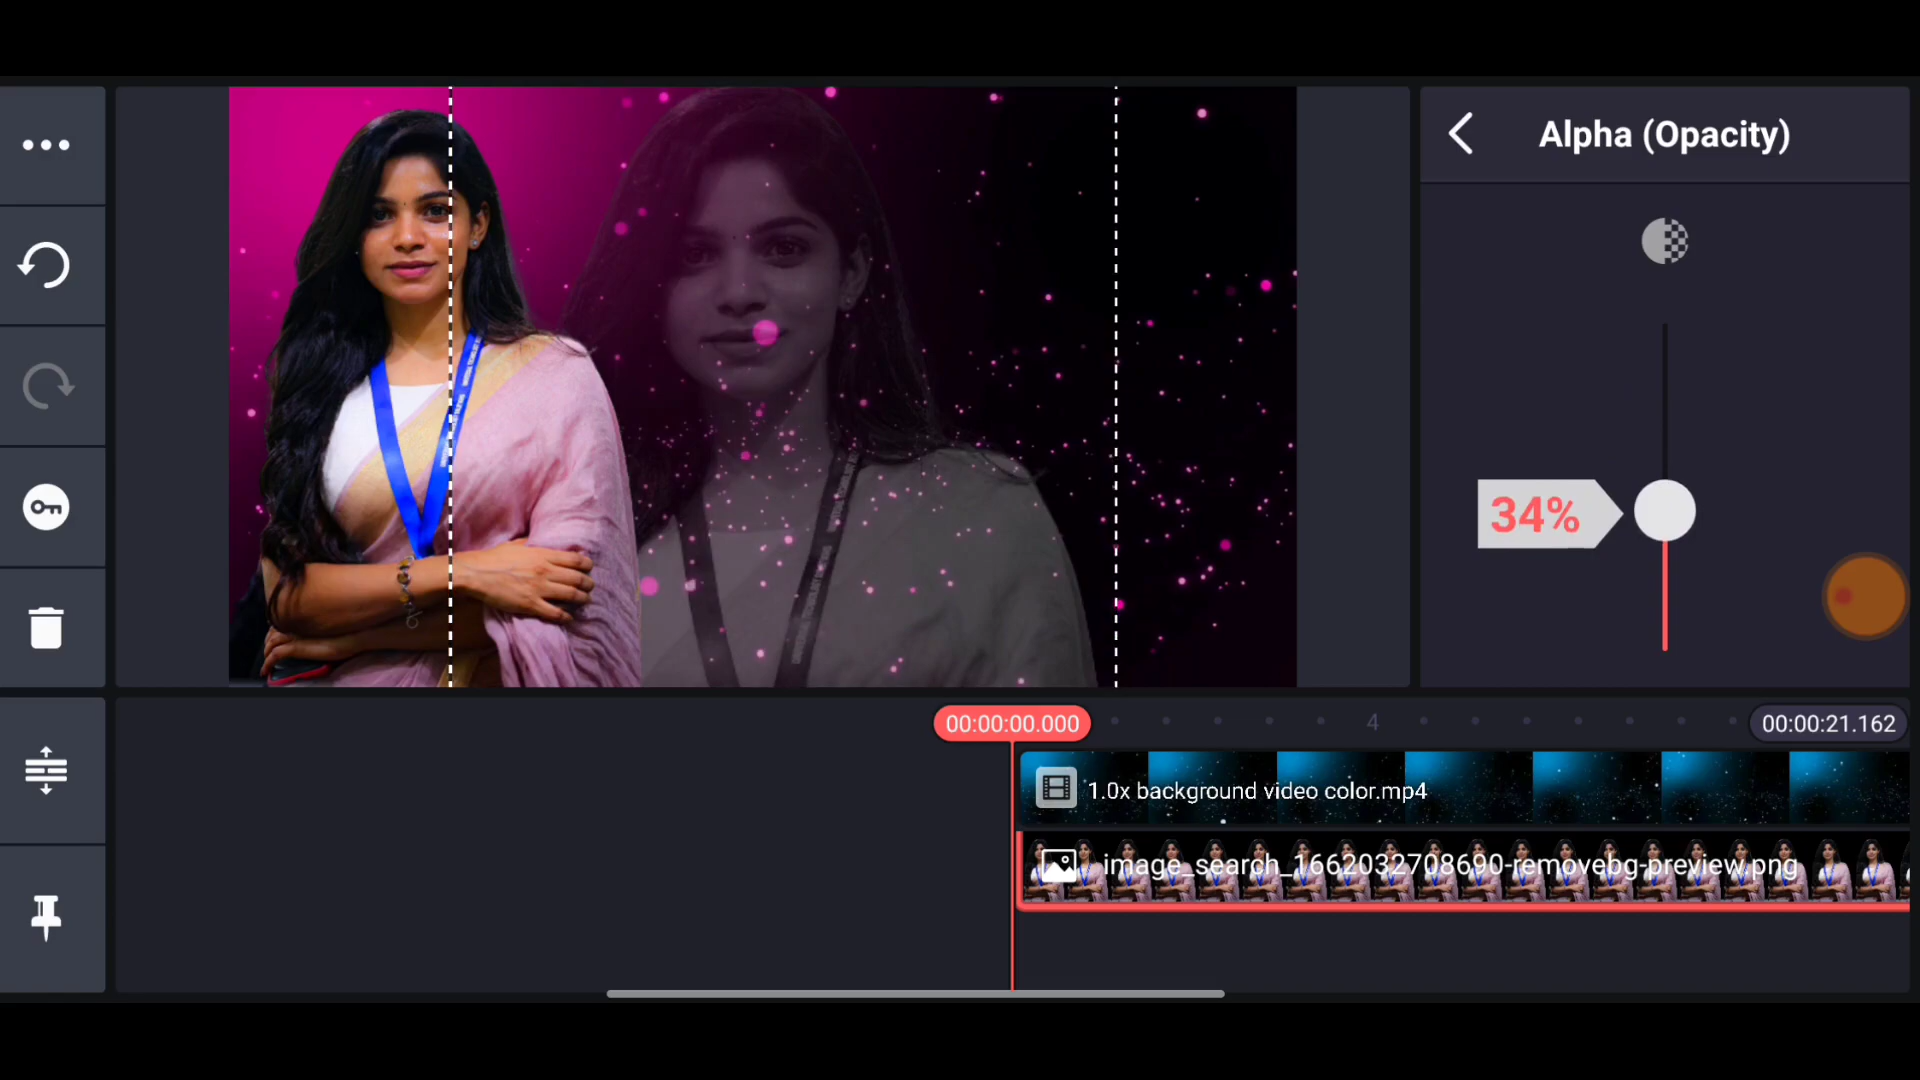 Alpha (Opacity)
34%
00:00:00.000
4
00:00:21.162
1.0x background video color.mp4
image_search_1662032708690-removebg-preview.png